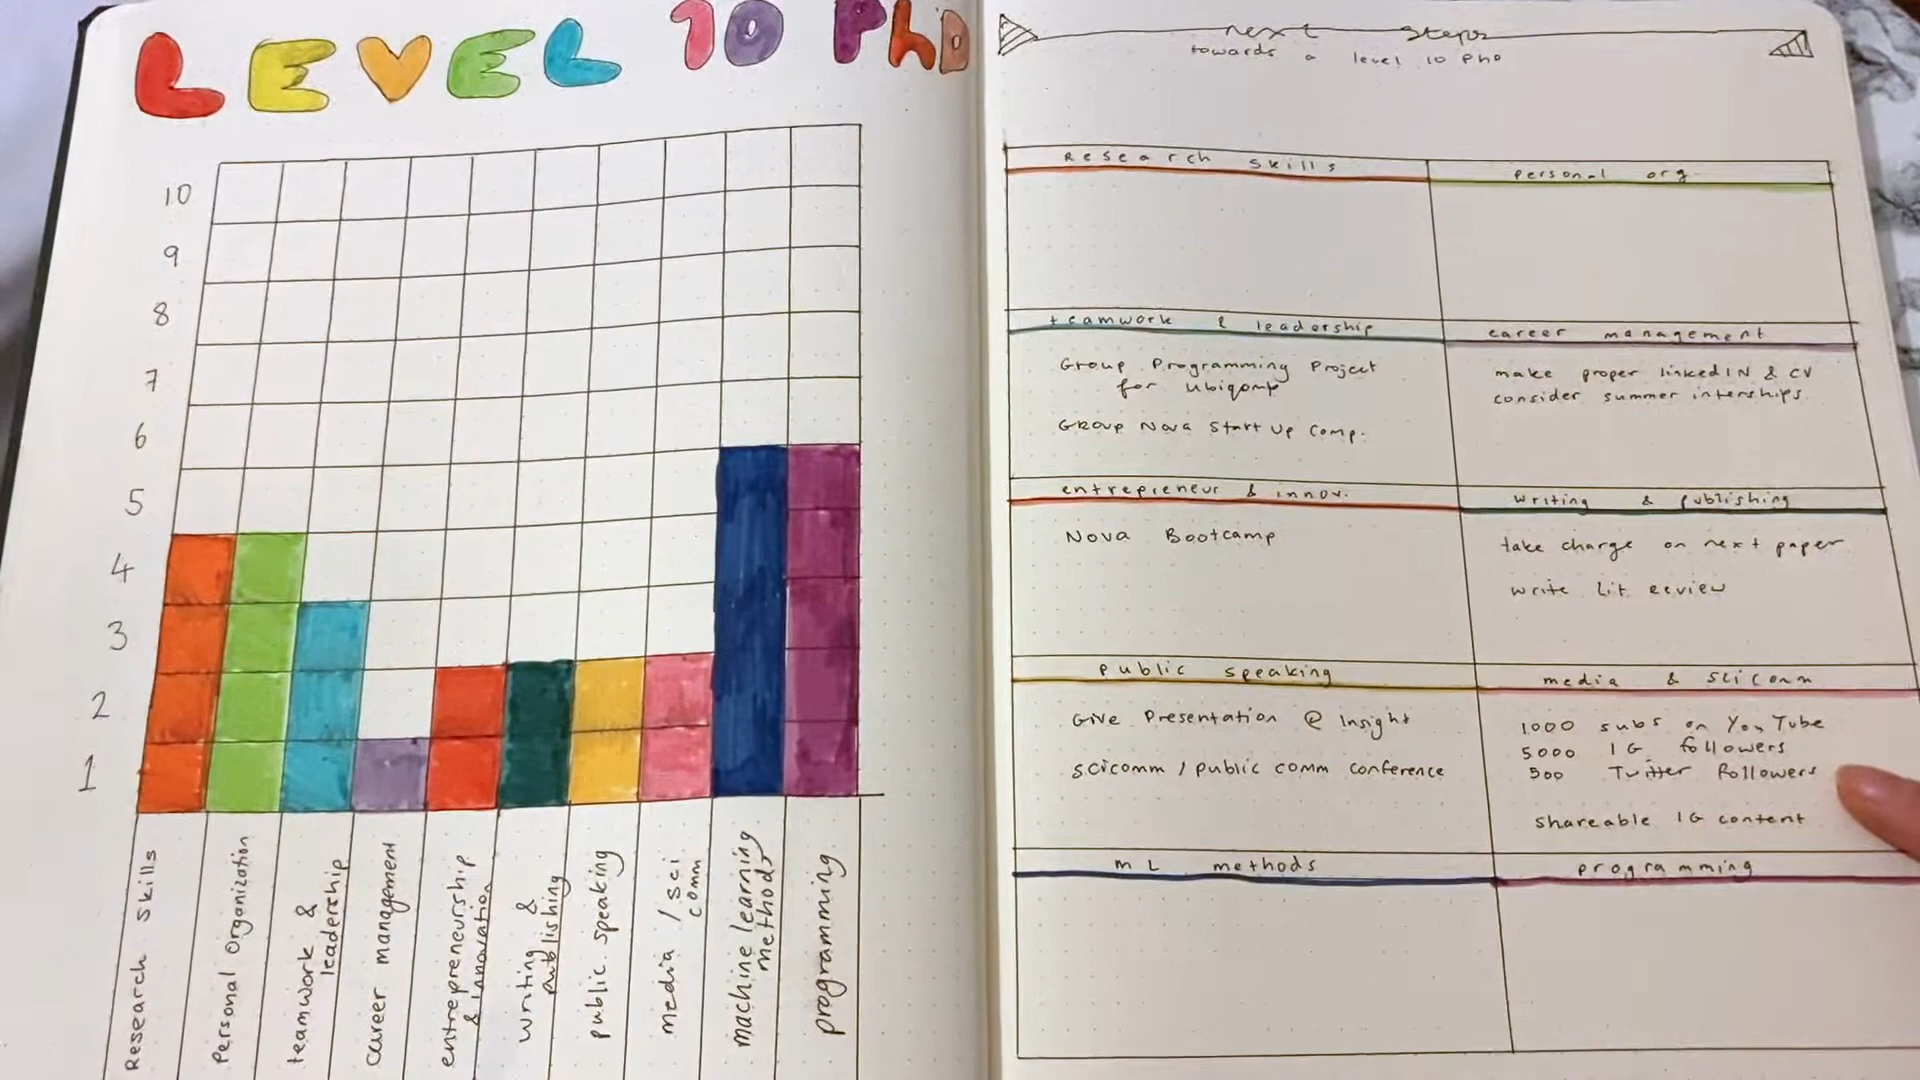 LEVEL 10 PhD
10
9
8
7
6
5
4
3
2
1
Research Skills
Personal Organization
teamwork &
leadership
career management
entrepreneurship
& Innovation
writing &
publishing
public speaking
media / sci
comm
machine learning
methods
programming
next steps
towards a level 10 PhD
Research Skills
personal org
teamwork & leadership
Group Programming Project
for Ubiqomp
Group Nova Start Up Comp.
career management
make proper linkedIN & CV
consider summer internships
entrepreneur & innov.
Nova Bootcamp
writing & publishing
take charge on next paper
write Lit Review
public speaking
Give Presentation @ Insight
scicomm / public comm conference
media & scicomm
1000 subs on YouTube
5000 IG followers
500 Twitter followers
shareable IG content
ML methods
programming